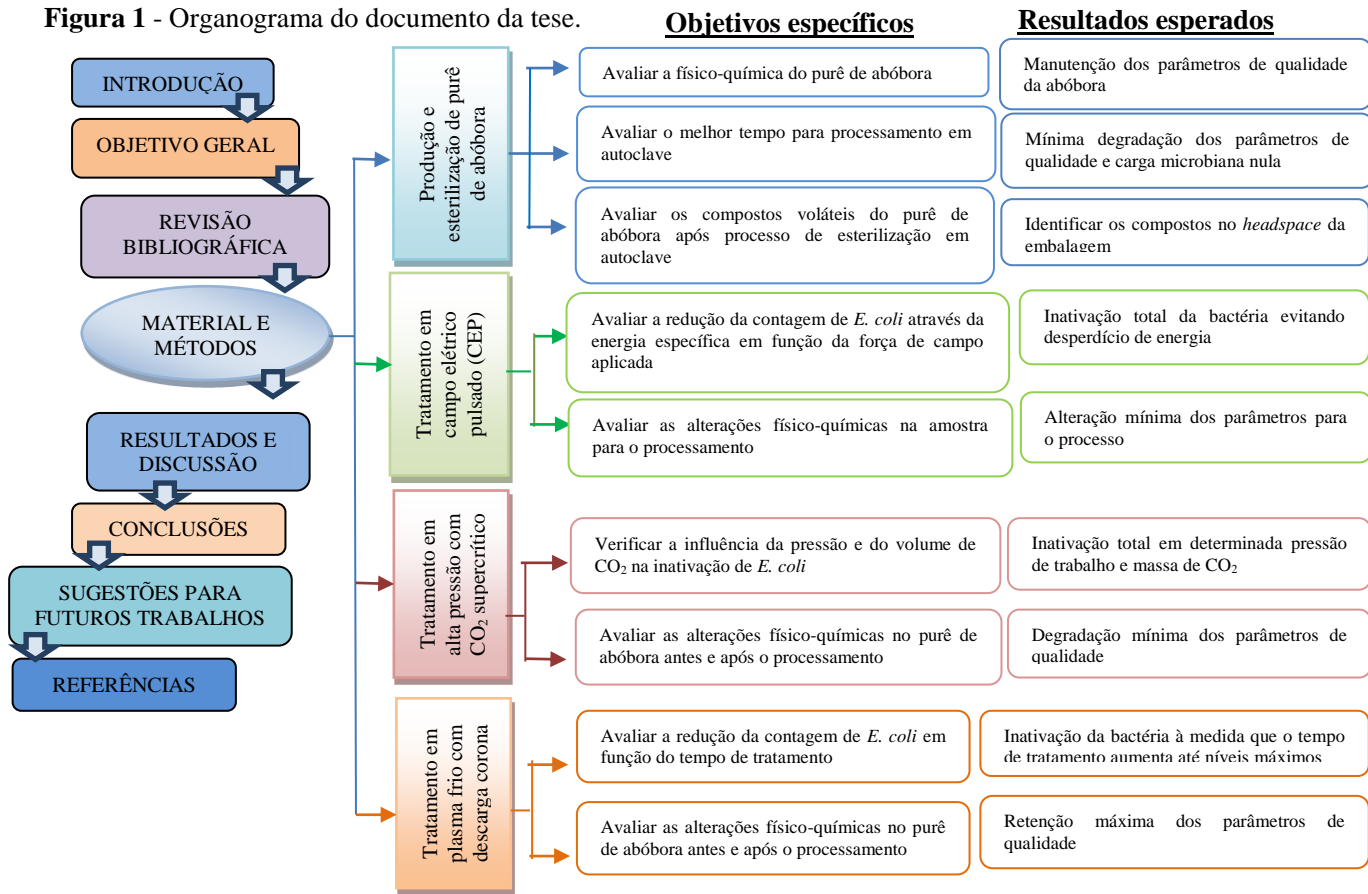 Figura 1 - Organograma do documento da tese.
Objetivos específicos
Resultados esperados
INTRODUÇÃO
OBJETIVO GERAL
REVISÃO
BIBLIOGRÁFICA
MATERIAL E
MÉTODOS
RESULTADOS E
DISCUSSÃO
CONCLUSÕES
SUGESTÕES PARA
FUTUROS TRABALHOS
REFERÊNCIAS
Produção e
esterilização de purê
de abóbora
Avaliar a físico-química do purê de abóbora
Manutenção dos parâmetros de qualidade
da abóbora
Avaliar o melhor tempo para processamento em
autoclave
Mínima degradação dos parâmetros de
qualidade e carga microbiana nula
Avaliar os compostos voláteis do purê de
abóbora após processo de esterilização em
autoclave
Identificar os compostos no headspace da
embalagem
Tratamento em
campo elétrico
pulsado (CEP)
Avaliar a redução da contagem de E. coli através da
energia específica em função da força de campo
aplicada
Inativação total da bactéria evitando
desperdício de energia
Avaliar as alterações físico-químicas na amostra
para o processamento
Alteração mínima dos parâmetros para
o processo
Tratamento em
alta pressão com
CO₂ supercrítico
Verificar a influência da pressão e do volume de
CO₂ na inativação de E. coli
Inativação total em determinada pressão
de trabalho e massa de CO₂
Avaliar as alterações físico-químicas no purê de
abóbora antes e após o processamento
Degradação mínima dos parâmetros de
qualidade
Tratamento em
plasma frio com
descarga corona
Avaliar a redução da contagem de E. coli em
função do tempo de tratamento
Inativação da bactéria à medida que o tempo
de tratamento aumenta até níveis máximos
Avaliar as alterações físico-químicas no purê
de abóbora antes e após o processamento
Retenção máxima dos parâmetros de
qualidade